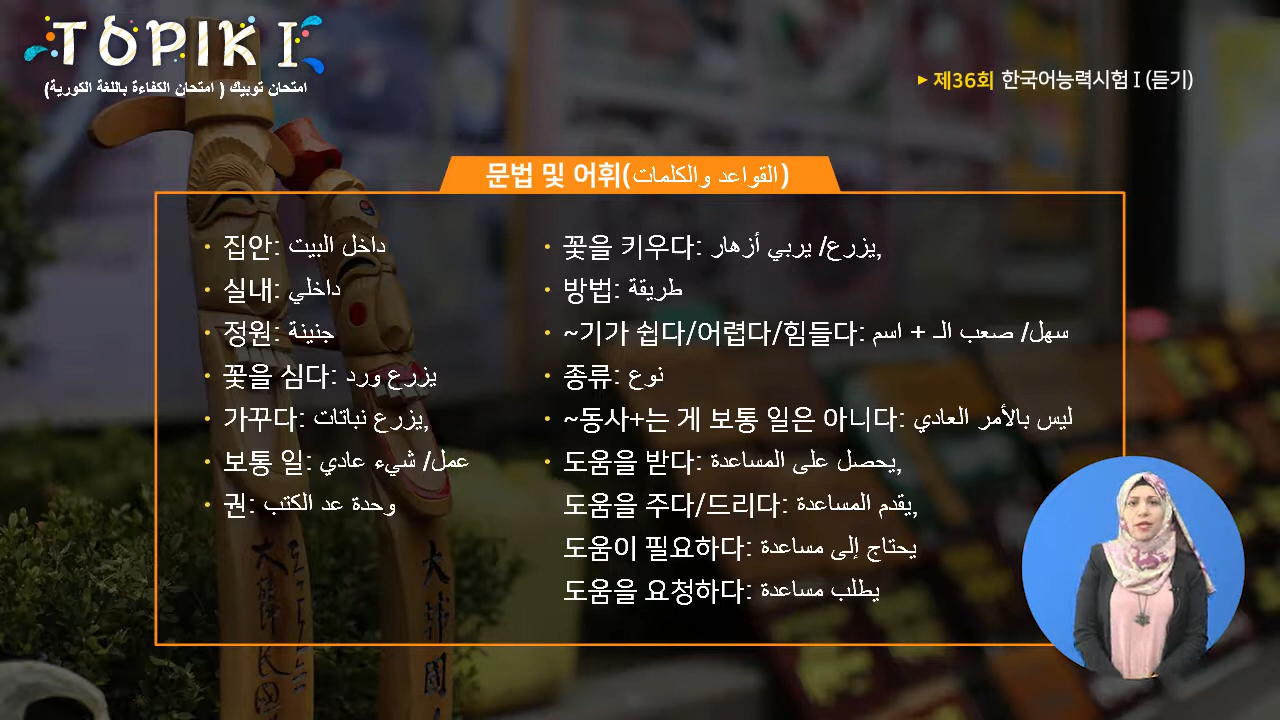 TOPIK I
امتحان توبيك ( امتحان الكفاءة باللغة الكورية)
▸ 제36회 한국어능력시험 I (듣기)
문법 및 어휘(القواعد والكلمات)
• 집안: داخل البيت
• 실내: داخلي
• 정원: جنينة
• 꽃을 심다: يزرع ورد
• 가꾸다: يزرع نباتات,
• 보통 일: عمل/ شيء عادي
• 권: وحدة عد الكتب
• 꽃을 키우다: يزرع/ يربي أزهار,
• 방법: طريقة
• ~기가 쉽다/어렵다/힘들다: سهل/ صعب الـ + اسم
• 종류: نوع
• ~동사+는 게 보통 일은 아니다: ليس بالأمر العادي
• 도움을 받다: يحصل على المساعدة,
도움을 주다/드리다: يقدم المساعدة,
도움이 필요하다: يحتاج إلى مساعدة
도움을 요청하다: يطلب مساعدة